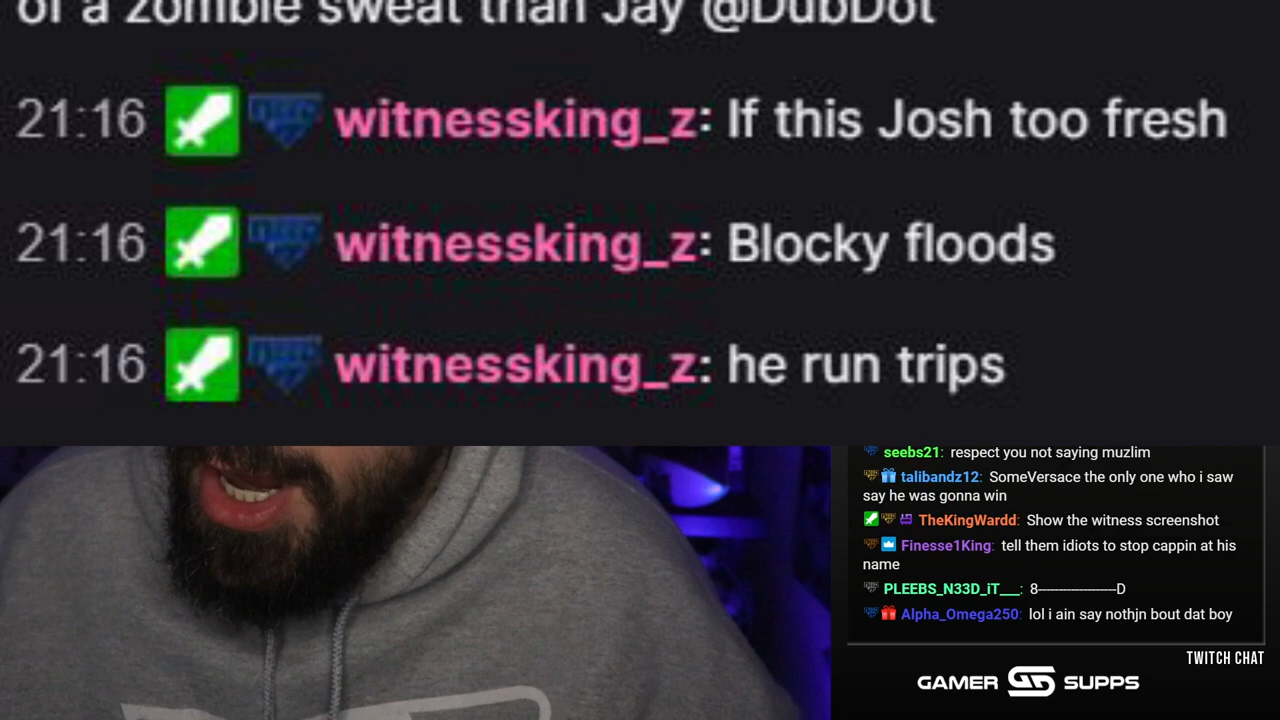 of a zombie sweat than Jay @DubDot
21:16 witnessking_z: If this Josh too fresh
21:16 witnessking_z: Blocky floods
21:16 witnessking_z: he run trips
seebs21: respect you not saying muzlim
talibandz12: SomeVersace the only one who i saw
say he was gonna win
TheKingWardd: Show the witness screenshot
Finesse1King: tell them idiots to stop cappin at his
name
PLEEBS_N33D_iT___: 8-------------------D
Alpha_Omega250: lol i ain say nothjn bout dat boy
TWITCH CHAT
GAMER GS SUPPS